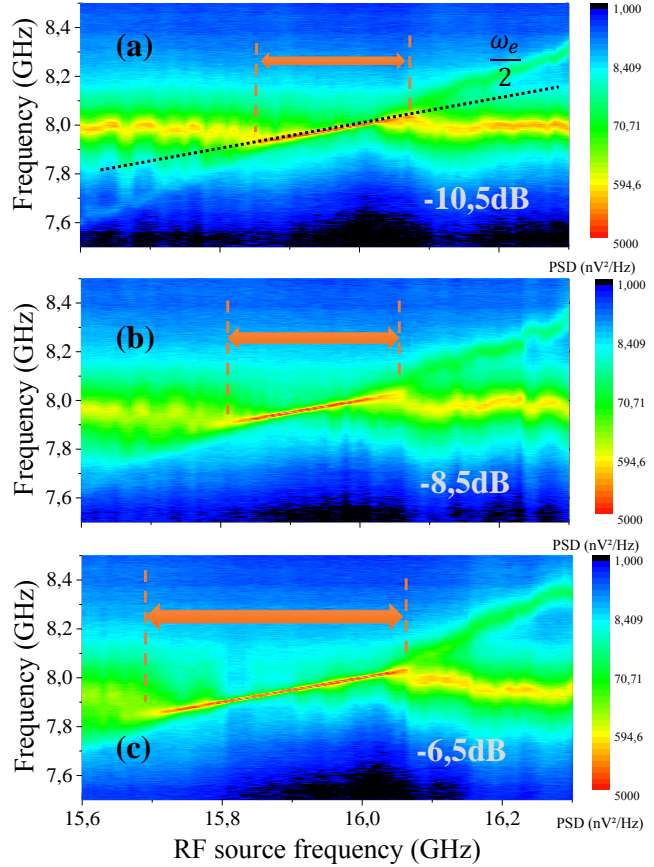 8,4
8,2
8,0
7,8
7,6
Frequency (GHz)
(a)
ω_e
2
-10,5dB
1,000
8,409
70,71
594,6
5000
PSD (nV²/Hz)
8,4
8,2
8,0
7,8
7,6
Frequency (GHz)
(b)
-8,5dB
1,000
8,409
70,71
594,6
5000
PSD (nV²/Hz)
8,4
8,2
8,0
7,8
7,6
Frequency (GHz)
(c)
-6,5dB
1,000
8,409
70,71
594,6
5000
PSD (nV²/Hz)
15,6 15,8 16,0 16,2
RF source frequency (GHz)